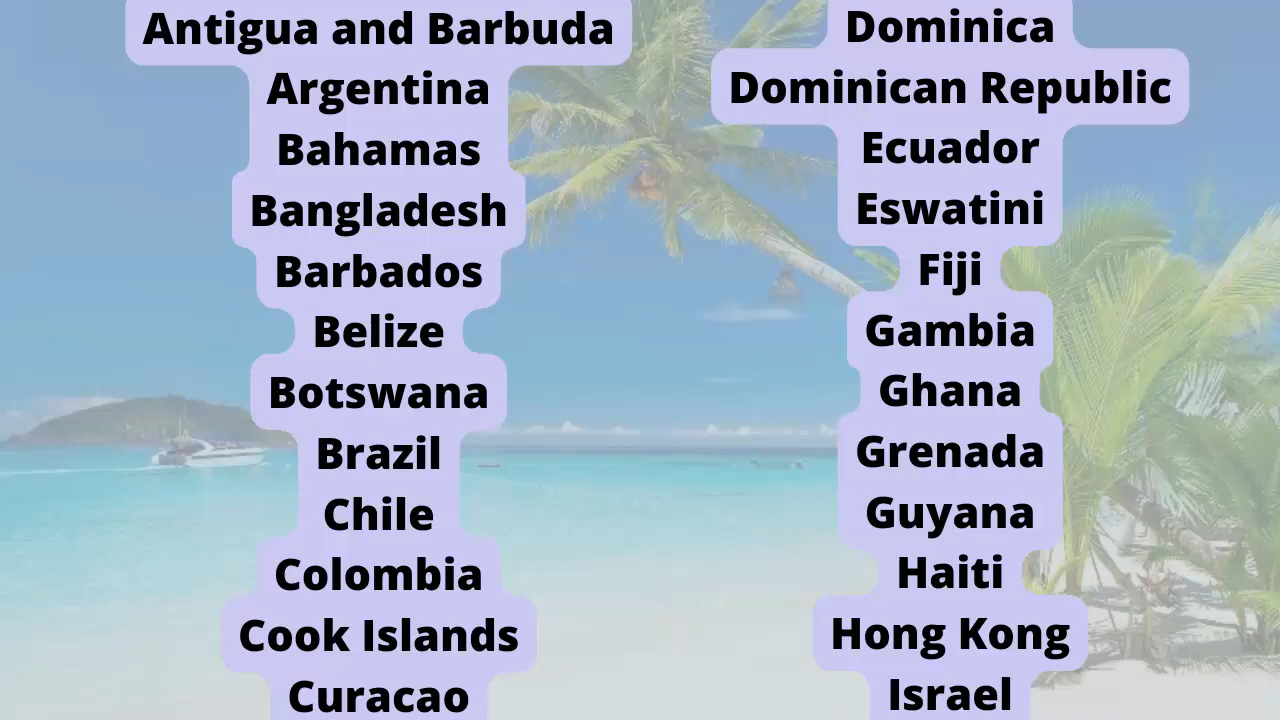 Antigua and Barbuda
Argentina
Bahamas
Bangladesh
Barbados
Belize
Botswana
Brazil
Chile
Colombia
Cook Islands
Curacao
Dominica
Dominican Republic
Ecuador
Eswatini
Fiji
Gambia
Ghana
Grenada
Guyana
Haiti
Hong Kong
Israel